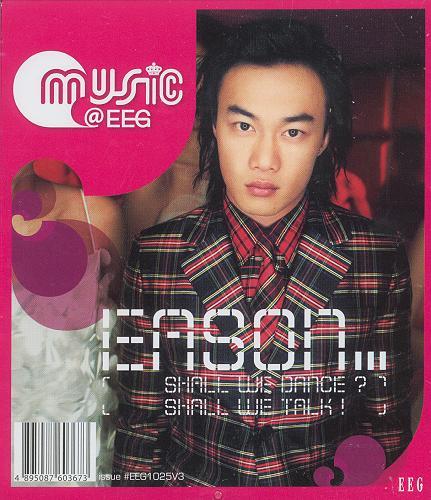 music
@EEG
EASON...
[ SHALL WE DANCE? ]
[ SHALL WE TALK! ]
4 895087 603673
issue #EEG1025V3
EEG